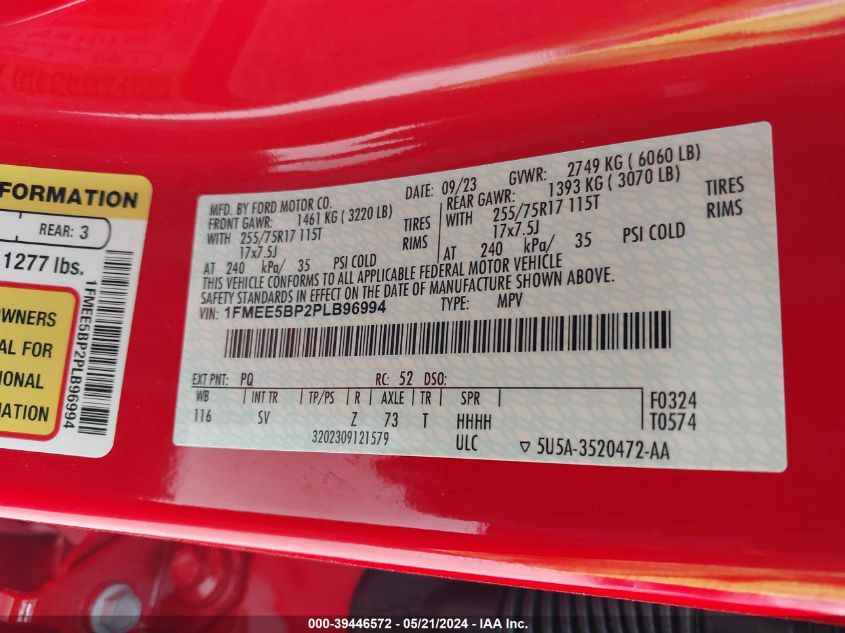 FORMATION
REAR: 3
1277 lbs.
1FMEE5BP2PLB96994
OWNERS
AL FOR
IONAL
MATION
MFD. BY FORD MOTOR CO.
DATE: 09/23
GVWR: 2749 KG ( 6060 LB)
FRONT GAWR: 1461 KG ( 3220 LB)
REAR GAWR: 1393 KG ( 3070 LB)
WITH 255/75R17 115T TIRES
WITH 255/75R17 115T TIRES
17x7.5J RIMS
17x7.5J RIMS
AT 240 kPa/ 35 PSI COLD
AT 240 kPa/ 35 PSI COLD
THIS VEHICLE CONFORMS TO ALL APPLICABLE FEDERAL MOTOR VEHICLE
SAFETY STANDARDS IN EFFECT ON THE DATE OF MANUFACTURE SHOWN ABOVE.
VIN: 1FMEE5BP2PLB96994
TYPE: MPV
EXT PNT: PQ RC: 52 DSO:
WB INT TR TP/PS R AXLE TR SPR
116 SV Z 73 T HHHH
F0324
T0574
3202309121579
ULC
5U5A-3520472-AA
000-39446572 / 05/21/2024 / IAA Inc.